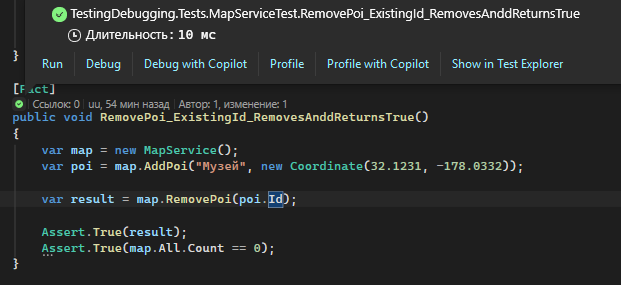 TestingDebugging.Tests.MapServiceTest.RemovePoi_ExistingId_RemovesAnddReturnsTrue
Длительность: 10 мс
Run Debug Debug with Copilot Profile Profile with Copilot Show in Test Explorer
}
[Fact]
Ссылок: 0 | uu, 54 мин назад | Автор: 1, изменение: 1
public void RemovePoi_ExistingId_RemovesAnddReturnsTrue()
{
var map = new MapService();
var poi = map.AddPoi("Музей", new Coordinate(32.1231, -178.0332));
var result = map.RemovePoi(poi.Id);
Assert.True(result);
Assert.True(map.All.Count == 0);
}